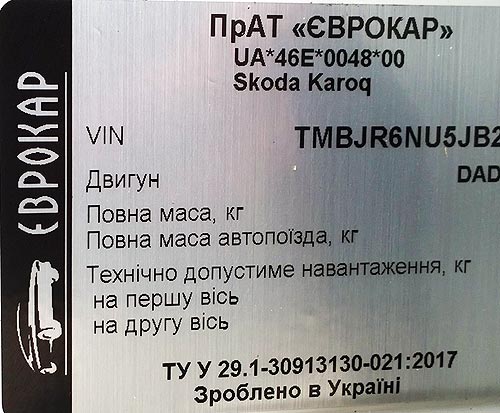 ЄВРОКАР
ПрАТ «ЄВРОКАР»
UA*46E*0048*00
Skoda Karoq
VIN TMBJR6NU5JB2
Двигун DAD
Повна маса, кг
Повна маса автопоїзда, кг
Технічно допустиме навантаження, кг
на першу вісь
на другу вісь
ТУ У 29.1-30913130-021:2017
Зроблено в Україні